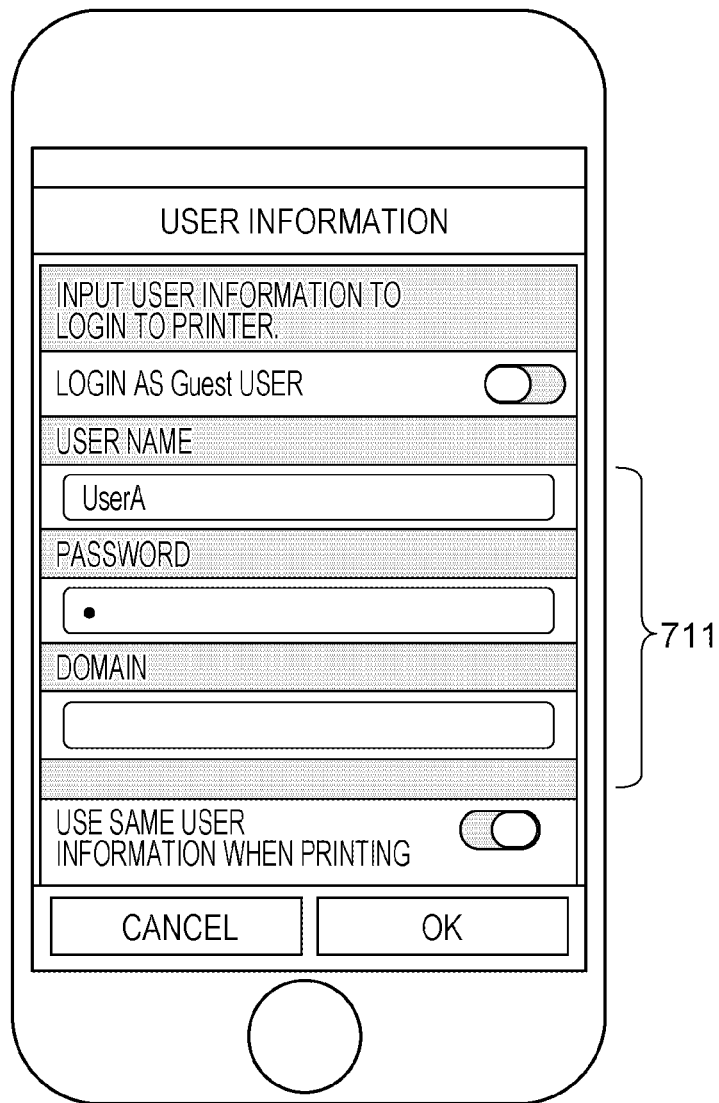 USER INFORMATION
INPUT USER INFORMATION TO
LOGIN TO PRINTER.
LOGIN AS Guest USER
USER NAME
UserA
PASSWORD
●
DOMAIN
711
USE SAME USER
INFORMATION WHEN PRINTING
CANCEL
OK